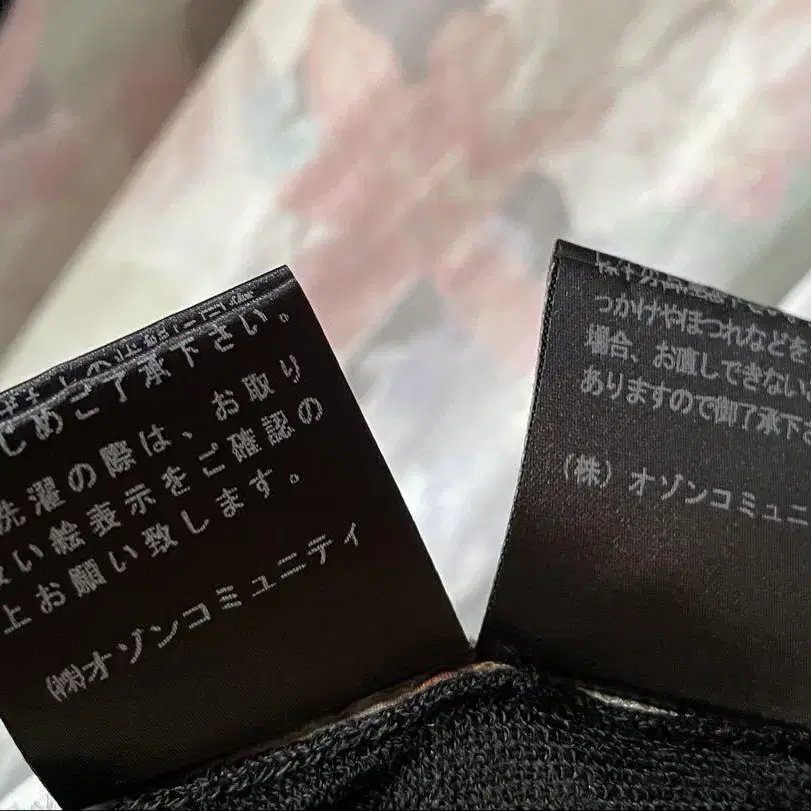 じめご了承下さい。
洗濯の際は、お取り
い絵表示をご確認の
上お願い致します。
(株)オゾンコミュニティ
つかけやほつれなどを
場合、お直しできない
ありますので御了承下
(株) オゾンコミュニ